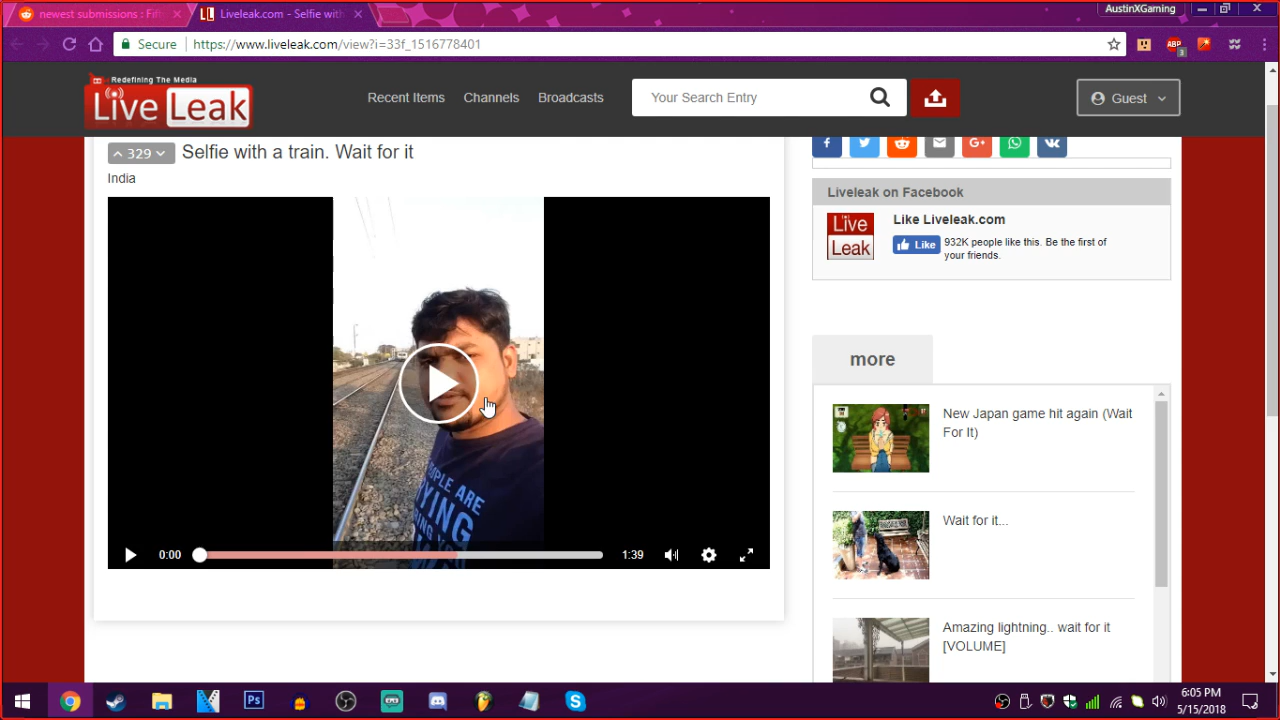 AustinXGaming
newest submissions : Fif
Liveleak.com - Selfie with
Secure
https://www.liveleak.com/view?i=33f_1516778401
ABP
3
Redefining The Media
Live Leak
Recent Items
Channels
Broadcasts
Your Search Entry
Guest
329
Selfie with a train. Wait for it
India
0:00
1:39
Liveleak on Facebook
Live
Leak
Like Liveleak.com
Like
932K people like this. Be the first of
your friends.
more
New Japan game hit again (Wait
For It)
Wait for it...
Amazing lightning.. wait for it
[VOLUME]
6:05 PM
5/15/2018